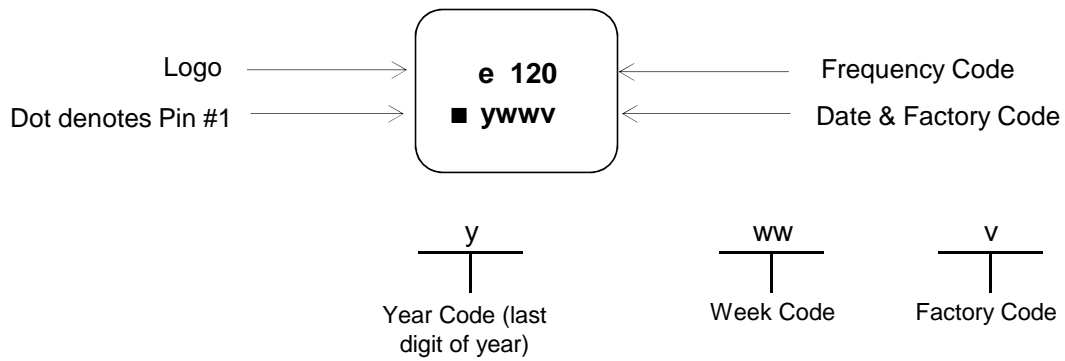 Logo
e 120
Frequency Code
Dot denotes Pin #1
■ ywwv
Date & Factory Code
y
ww
v
Year Code (last
digit of year)
Week Code
Factory Code